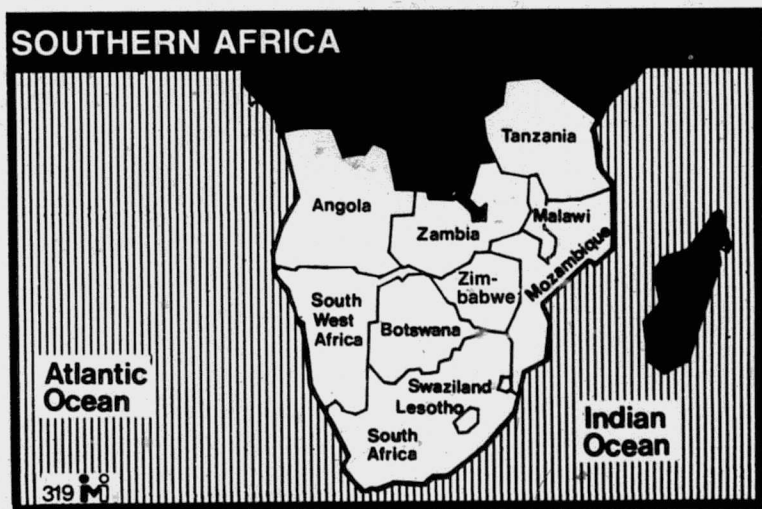 SOUTHERN AFRICA
Tanzania
Angola
Malawi
Zambia
Mozambique
Zim-
babwe
South
West
Africa
Botswana
Atlantic
Ocean
Swaziland
Lesotho
South
Africa
Indian
Ocean
319